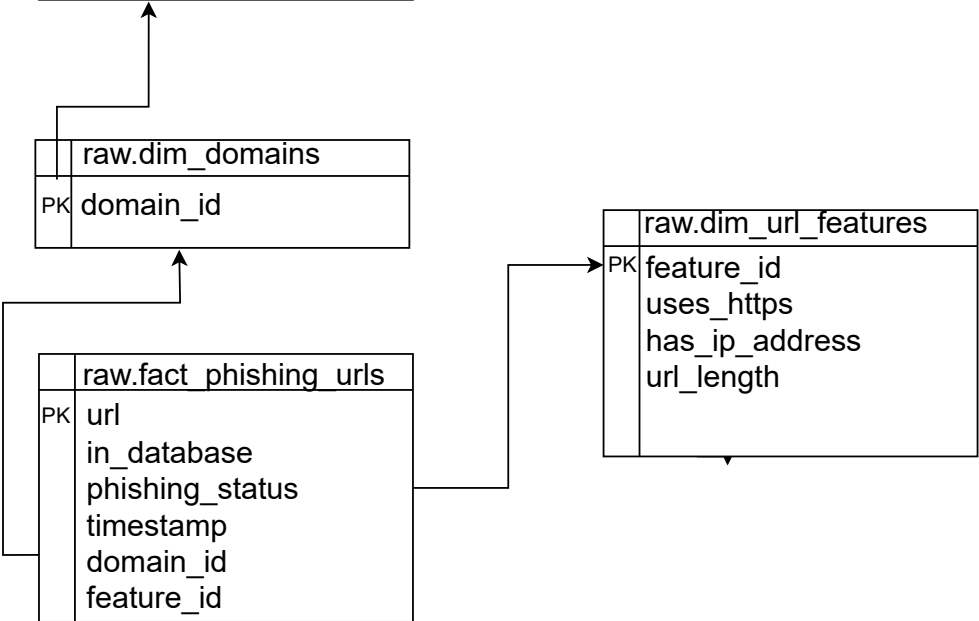 raw.dim_domains
PK domain_id
raw.dim_url_features
PK feature_id
uses_https
has_ip_address
url_length
raw.fact_phishing_urls
PK url
in_database
phishing_status
timestamp
domain_id
feature_id